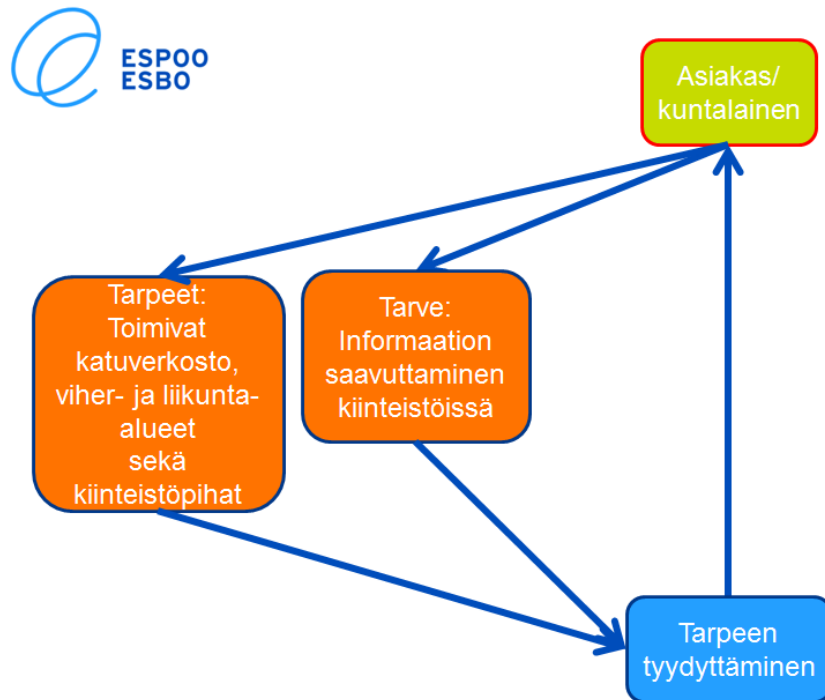 ESPOO
ESBO
Asiakas/
kuntalainen
Tarpeet:
Toimivat
katuverkosto,
viher- ja liikunta-
alueet
sekä
kiinteistöpihat
Tarve:
Informaation
saavuttaminen
kiinteistöissä
Tarpeen
tyydyttäminen